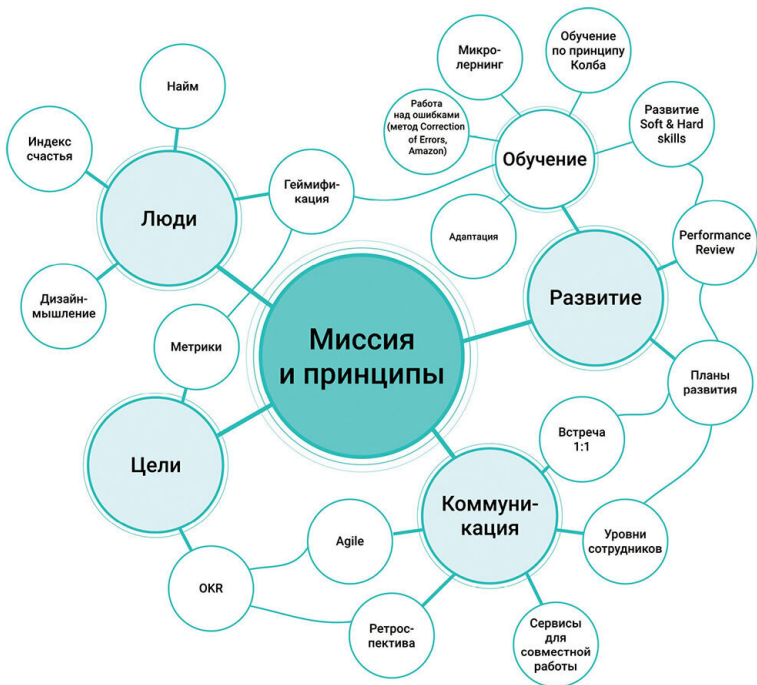 Микро-
лернинг
Обучение
по принципу
Колба
Найм
Работа
над ошибками
(метод Correction
of Errors,
Amazon)
Развитие
Soft & Hard
skills
Индекс
счастья
Обучение
Геймифи-
кация
Люди
Адаптация
Performance
Review
Дизайн-
мышление
Развитие
Метрики
Миссия
и принципы
Планы
развития
Встреча
1:1
Цели
Коммуни-
кация
Agile
Уровни
сотрудников
OKR
Ретрос-
пектива
Сервисы
для
совместной
работы